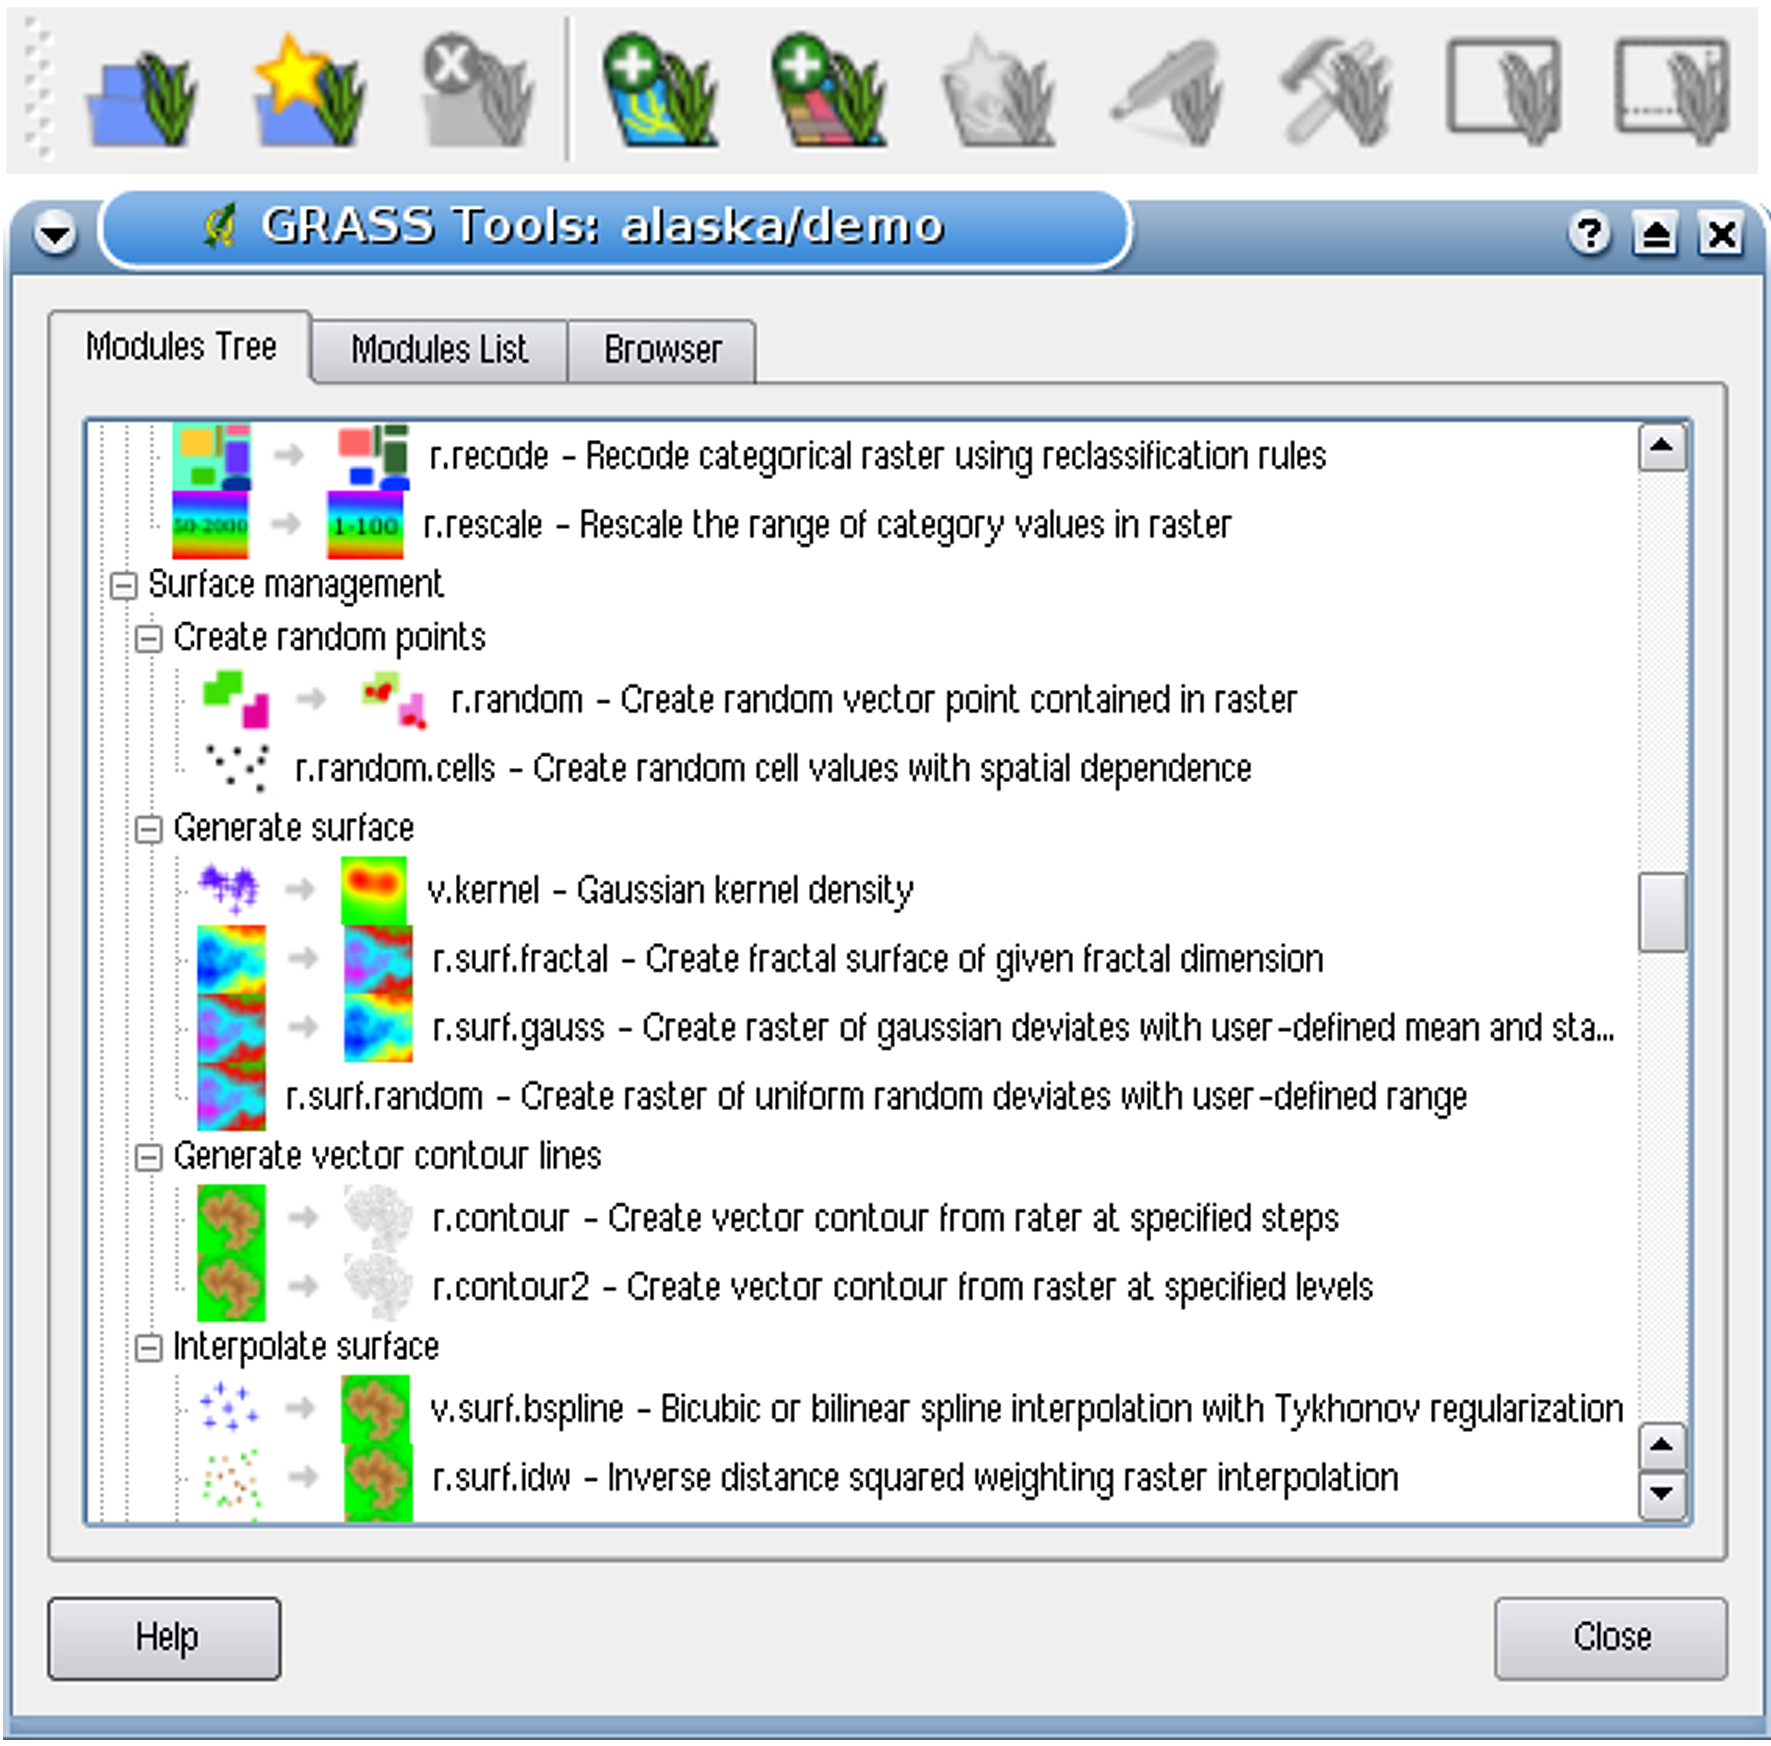 GRASS Tools: alaska/demo
Modules Tree
Modules List
Browser
r.recode - Recode categorical raster using reclassification rules
50-2000
1-100
r.rescale - Rescale the range of category values in raster
Surface management
Create random points
r.random - Create random vector point contained in raster
r.random.cells - Create random cell values with spatial dependence
Generate surface
v.kernel - Gaussian kernel density
r.surf.fractal - Create fractal surface of given fractal dimension
r.surf.gauss - Create raster of gaussian deviates with user-defined mean and sta...
r.surf.random - Create raster of uniform random deviates with user-defined range
Generate vector contour lines
r.contour - Create vector contour from rater at specified steps
r.contour2 - Create vector contour from raster at specified levels
Interpolate surface
v.surf.bspline - Bicubic or bilinear spline interpolation with Tykhonov regularization
r.surf.idw - Inverse distance squared weighting raster interpolation
Help
Close